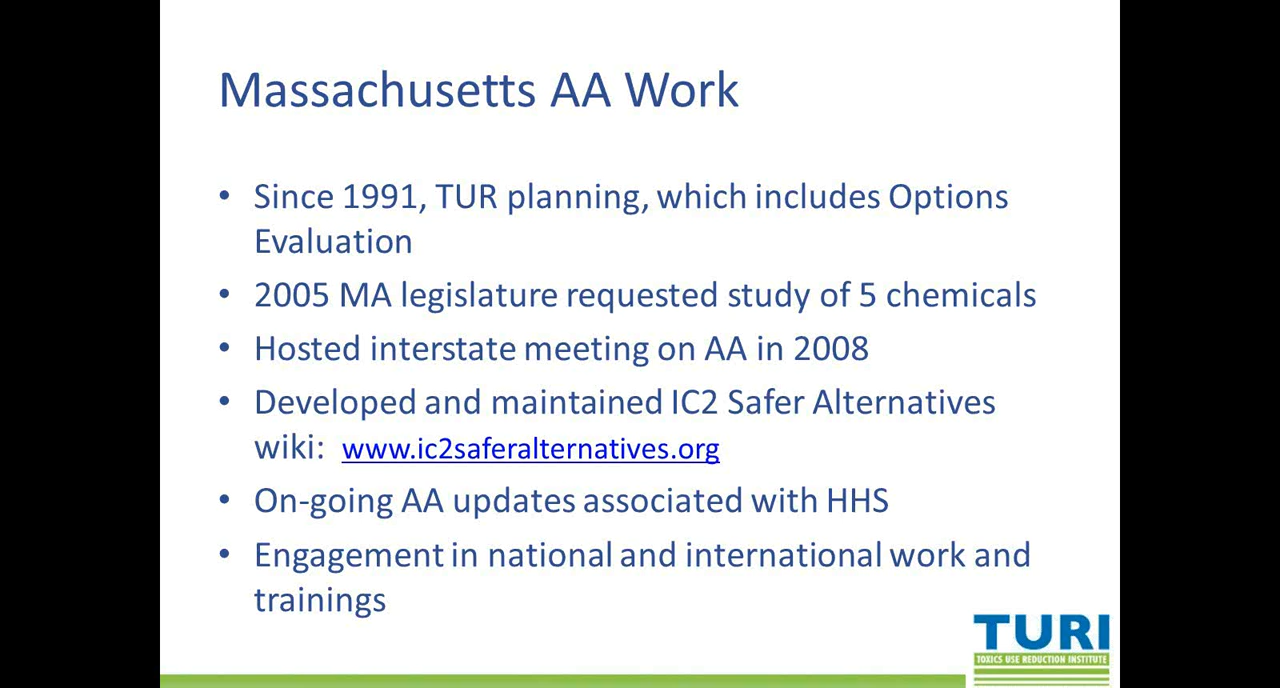 Massachusetts AA Work
• Since 1991, TUR planning, which includes Options
Evaluation
• 2005 MA legislature requested study of 5 chemicals
• Hosted interstate meeting on AA in 2008
• Developed and maintained IC2 Safer Alternatives
wiki: www.ic2saferalternatives.org
• On-going AA updates associated with HHS
• Engagement in national and international work and
trainings
TURI
TOXICS USE REDUCTION INSTITUTE